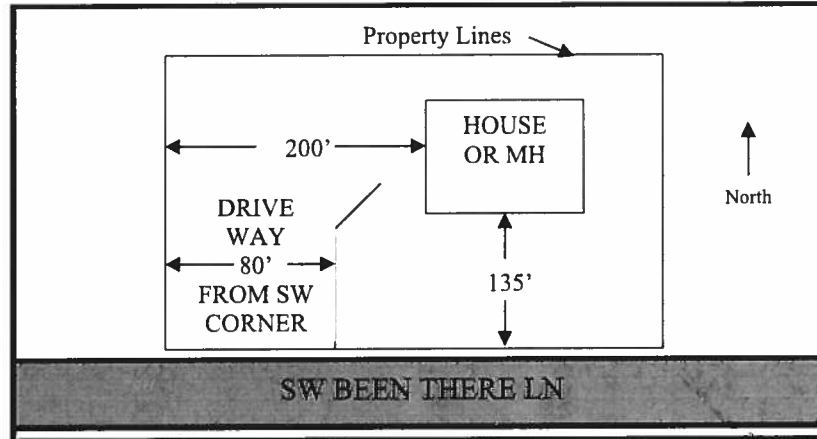 Property Lines
HOUSE
OR MH
200'
North
DRIVE
WAY
80'
FROM SW
CORNER
135'
SW BEEN THERE LN